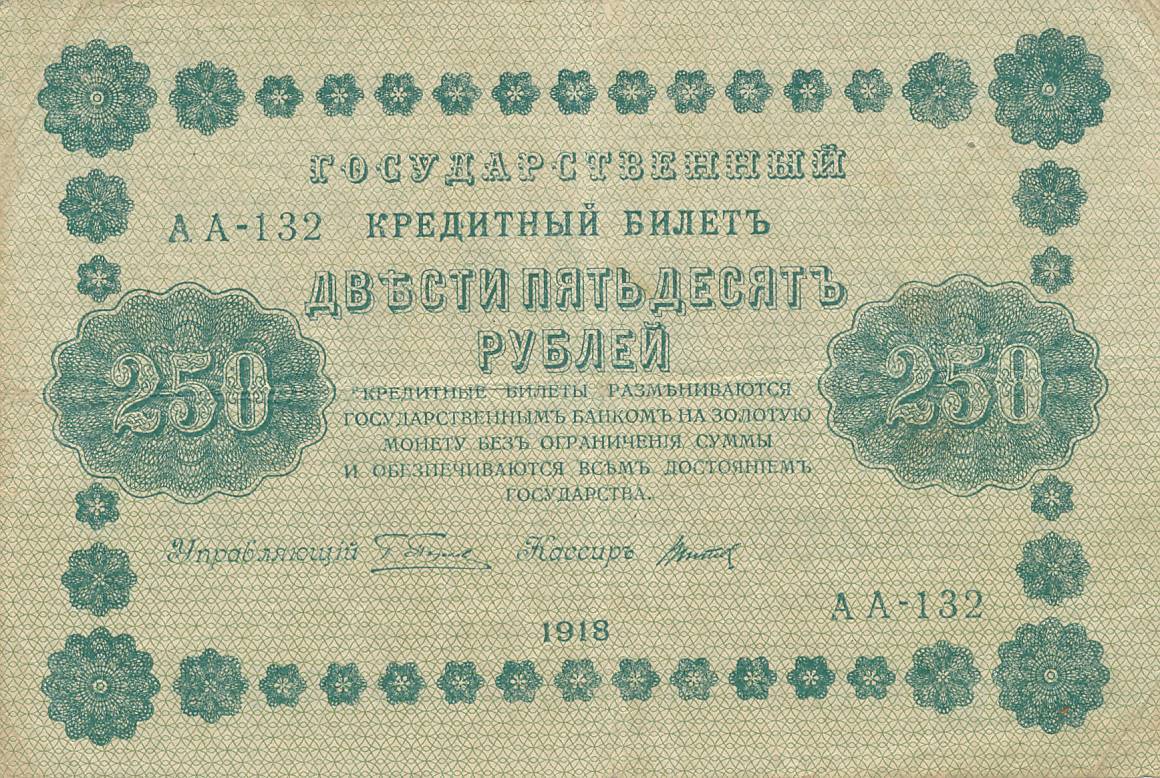 ГОСУДАРСТВЕННЫЙ
АА-132 КРЕДИТНЫЙ БИЛЕТЪ
ДВѢСТИ ПЯТЬДЕСЯТЪ
РУБЛЕЙ
250
250
КРЕДИТНЫЕ БИЛЕТЫ РАЗМѢНИВАЮТСЯ
ГОСУДАРСТВЕННЫМЪ БАНКОМЪ НА ЗОЛОТУЮ
МОНЕТУ БЕЗЪ ОГРАНИЧЕНІЯ СУММЫ
И ОБЕЗПЕЧИВАЮТСЯ ВСѢМЪ ДОСТОЯНІЕМЪ
ГОСУДАРСТВА.
Управляющій Кассиръ
АА-132
1918